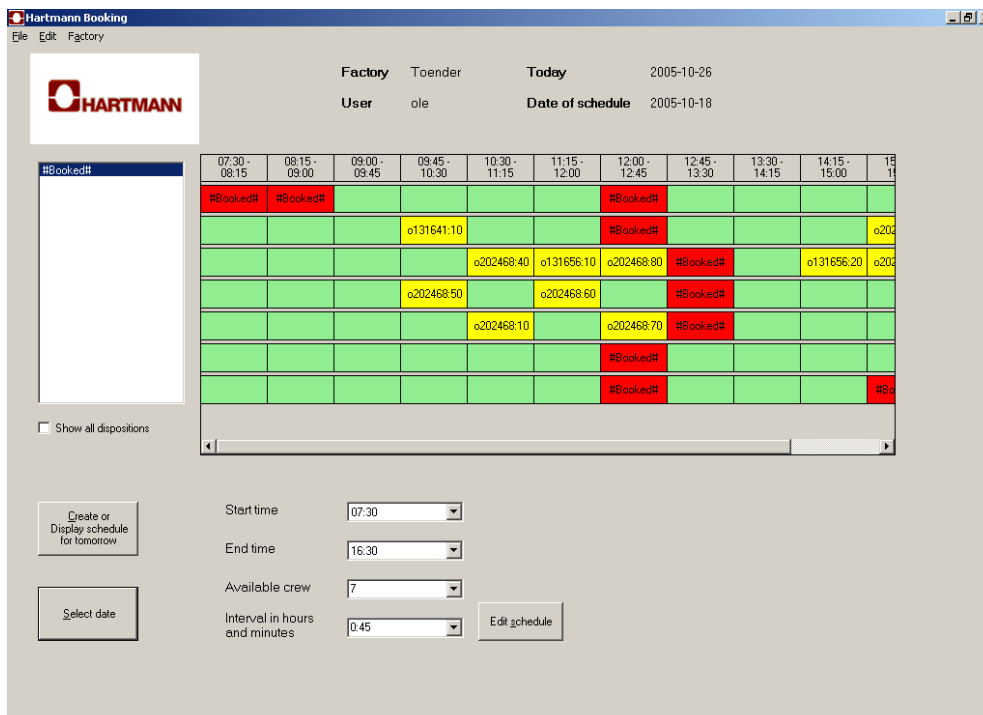 Hartmann Booking
File Edit Factory
HARTMANN
Factory Toender Today 2005-10-26
User ole Date of schedule 2005-10-18
#Booked#
07:30 - 08:15 - 09:00 - 09:45 - 10:30 - 11:15 - 12:00 - 12:45 - 13:30 - 14:15 - 15
08:15 09:00 09:45 10:30 11:15 12:00 12:45 13:30 14:15 15:00
#Booked# #Booked# #Booked#
o131641:10 #Booked# o202
o202468:40 o131656:10 o202468:80 #Booked# o131656:20 o202
o202468:50 o202468:60 #Booked#
o202468:10 o202468:70 #Booked#
#Booked#
#Booked# #Bo
Show all dispositions
Create or
Display schedule
for tomorrow
Select date
Start time 07:30
End time 16:30
Available crew 7
Interval in hours
and minutes 0:45
Edit schedule